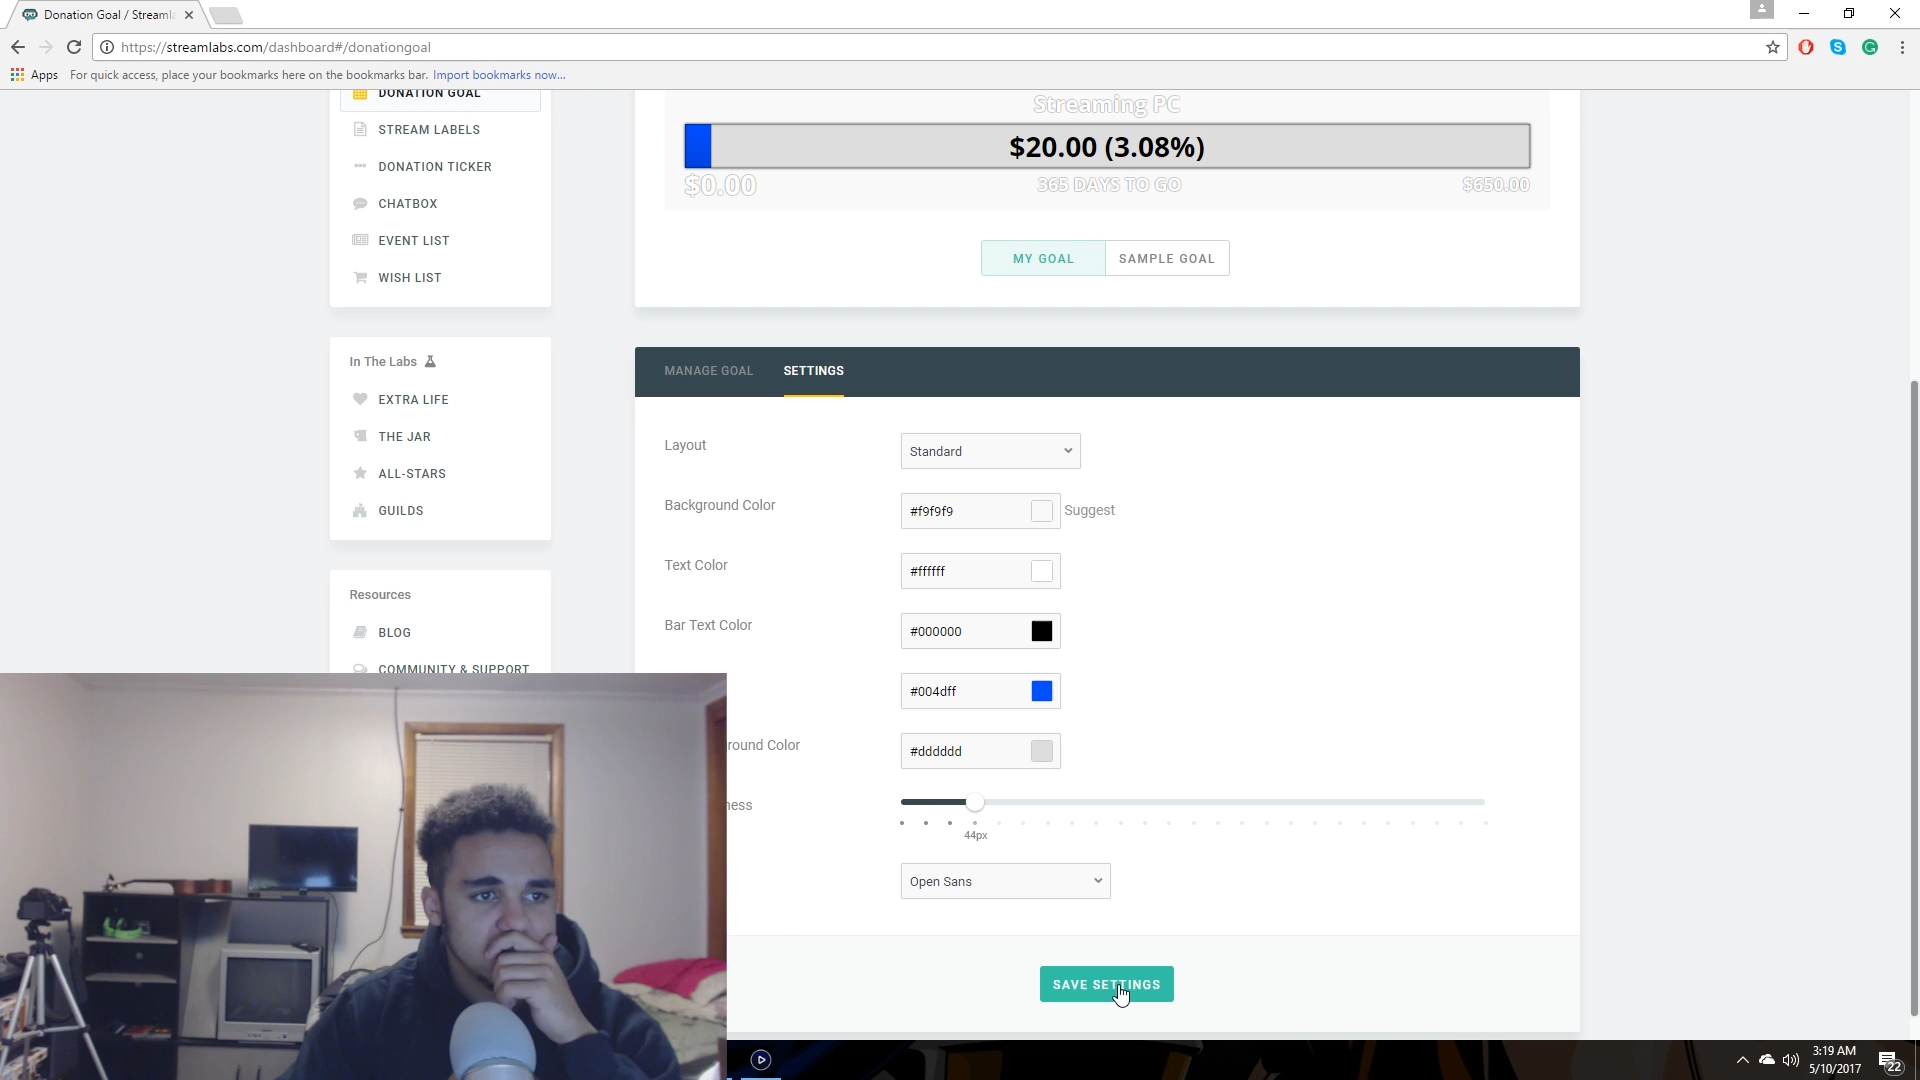 Donation Goal / Streamla
https://streamlabs.com/dashboard#/donationgoal
Apps For quick access, place your bookmarks here on the bookmarks bar. Import bookmarks now...
DONATION GOAL
STREAM LABELS
DONATION TICKER
CHATBOX
EVENT LIST
WISH LIST
In The Labs
EXTRA LIFE
THE JAR
ALL-STARS
GUILDS
Resources
BLOG
COMMUNITY & SUPPORT
Streaming PC
$20.00 (3.08%)
$0.00 365 DAYS TO GO $650.00
MY GOAL SAMPLE GOAL
MANAGE GOAL SETTINGS
Layout Standard
Background Color #f9f9f9 Suggest
Text Color #ffffff
Bar Text Color #000000
#004dff
round Color #dddddd
ness
44px
Open Sans
SAVE SETTINGS
3:19 AM
5/10/2017
22